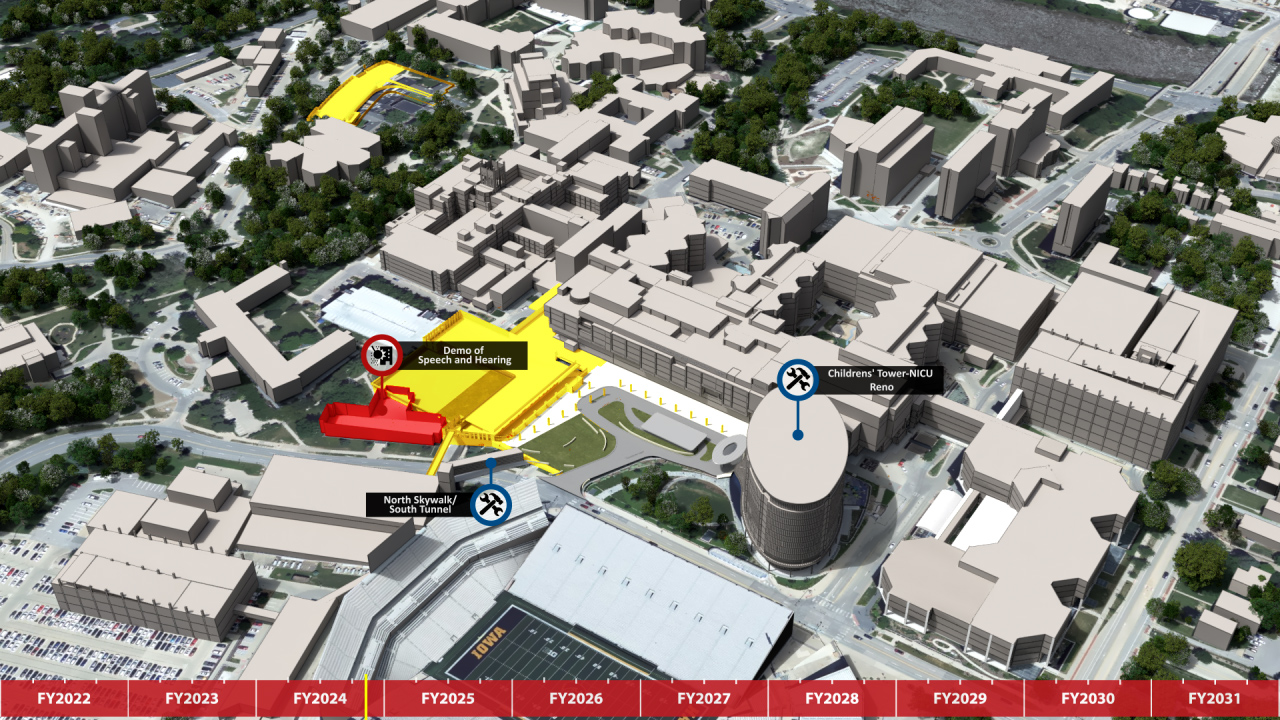 Demo of
Speech and Hearing
Childrens' Tower-NICU
Reno
North Skywalk/
South Tunnel
IOWA
FY2022 FY2023 FY2024 FY2025 FY2026 FY2027 FY2028 FY2029 FY2030 FY2031